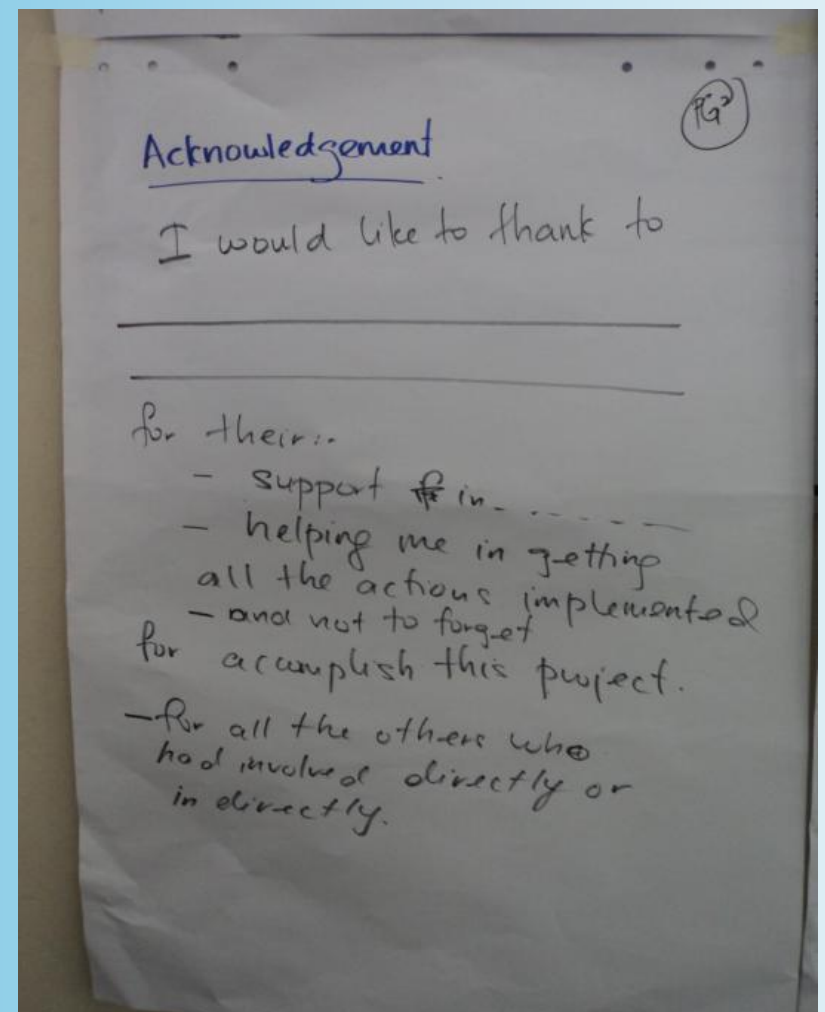 PG2
Acknowledgement
I would like to thank to
for their:-
- support in - - - - - - -
- helping me in getting
all the actions implemented
- and not to forget
for acumplish this project.
- for all the others who
had involved directly or
in directly.